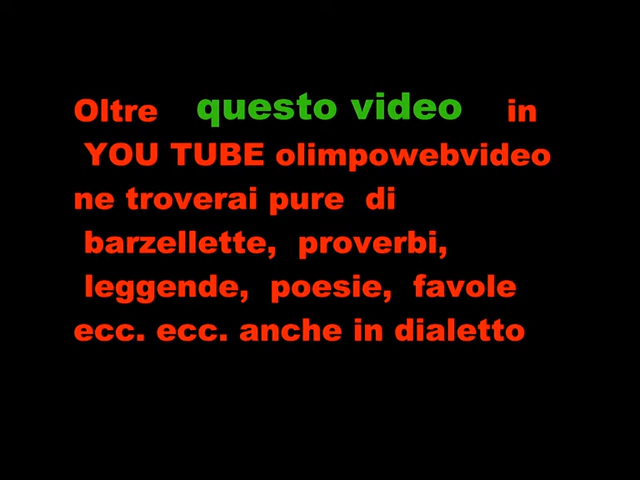 Oltre questo video in
YOU TUBE olimpowebvideo
ne troverai pure di
barzellette, proverbi,
leggende, poesie, favole
ecc. ecc. anche in dialetto